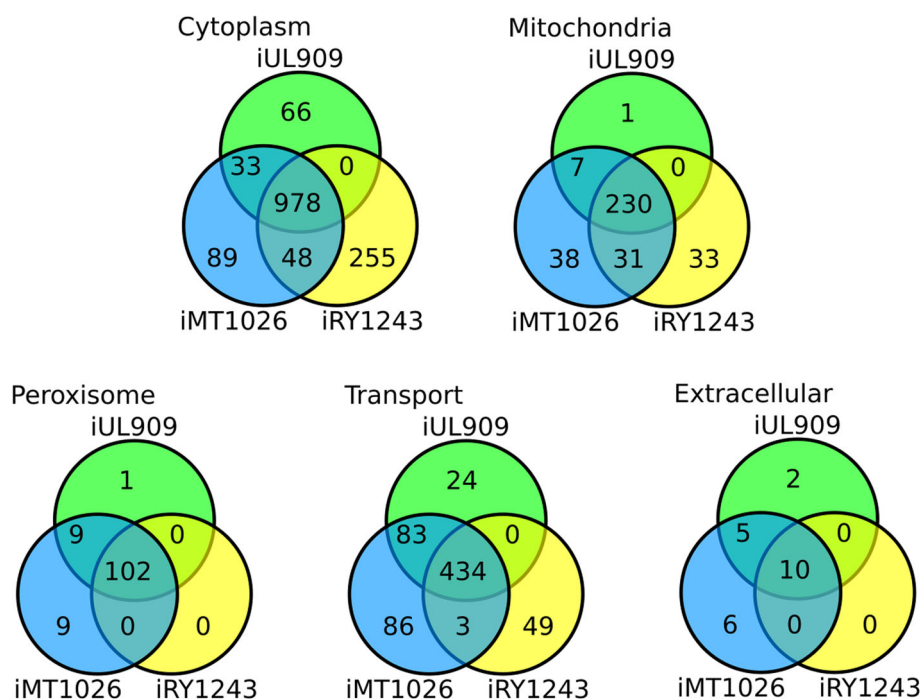 Cytoplasm
iUL909
66
33
0
978
89
48
255
iMT1026
iRY1243
Mitochondria
iUL909
1
7
0
230
38
31
33
iMT1026
iRY1243
Peroxisome
iUL909
1
9
0
102
9
0
0
iMT1026
iRY1243
Transport
iUL909
24
83
0
434
86
3
49
iMT1026
iRY1243
Extracellular
iUL909
2
5
0
10
6
0
0
iMT1026
iRY1243